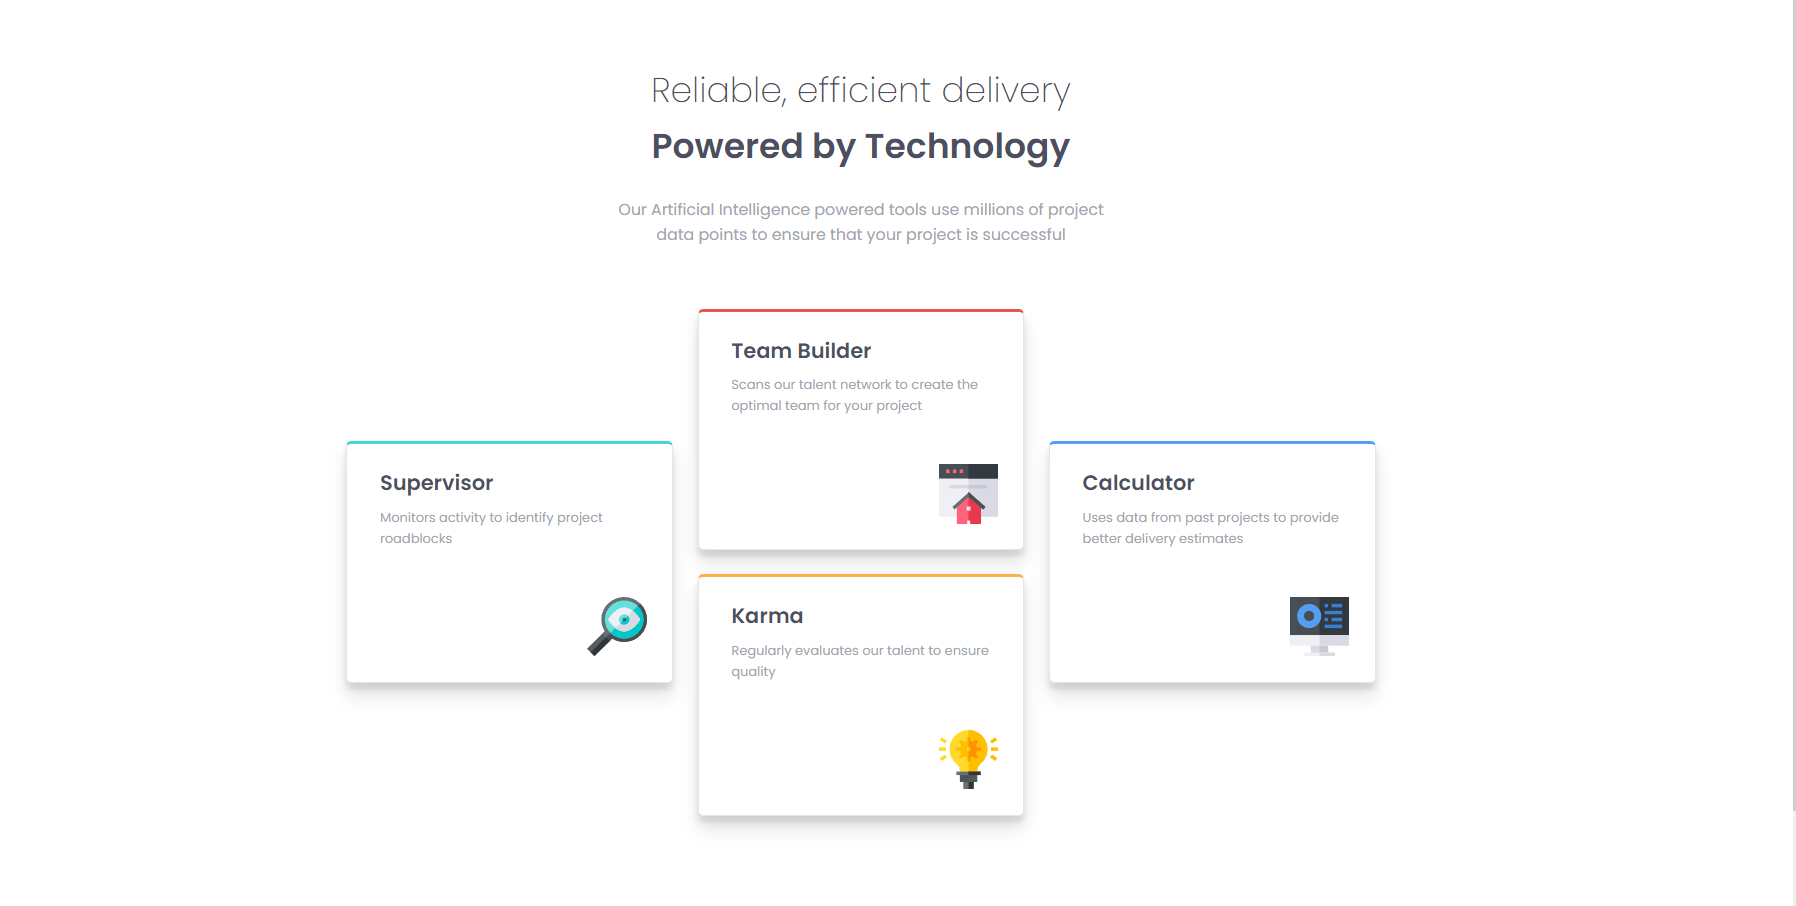 Reliable, efficient delivery
Powered by Technology
Our Artificial Intelligence powered tools use millions of project
data points to ensure that your project is successful
Team Builder
Scans our talent network to create the
optimal team for your project
Supervisor
Monitors activity to identify project
roadblocks
Calculator
Uses data from past projects to provide
better delivery estimates
Karma
Regularly evaluates our talent to ensure
quality